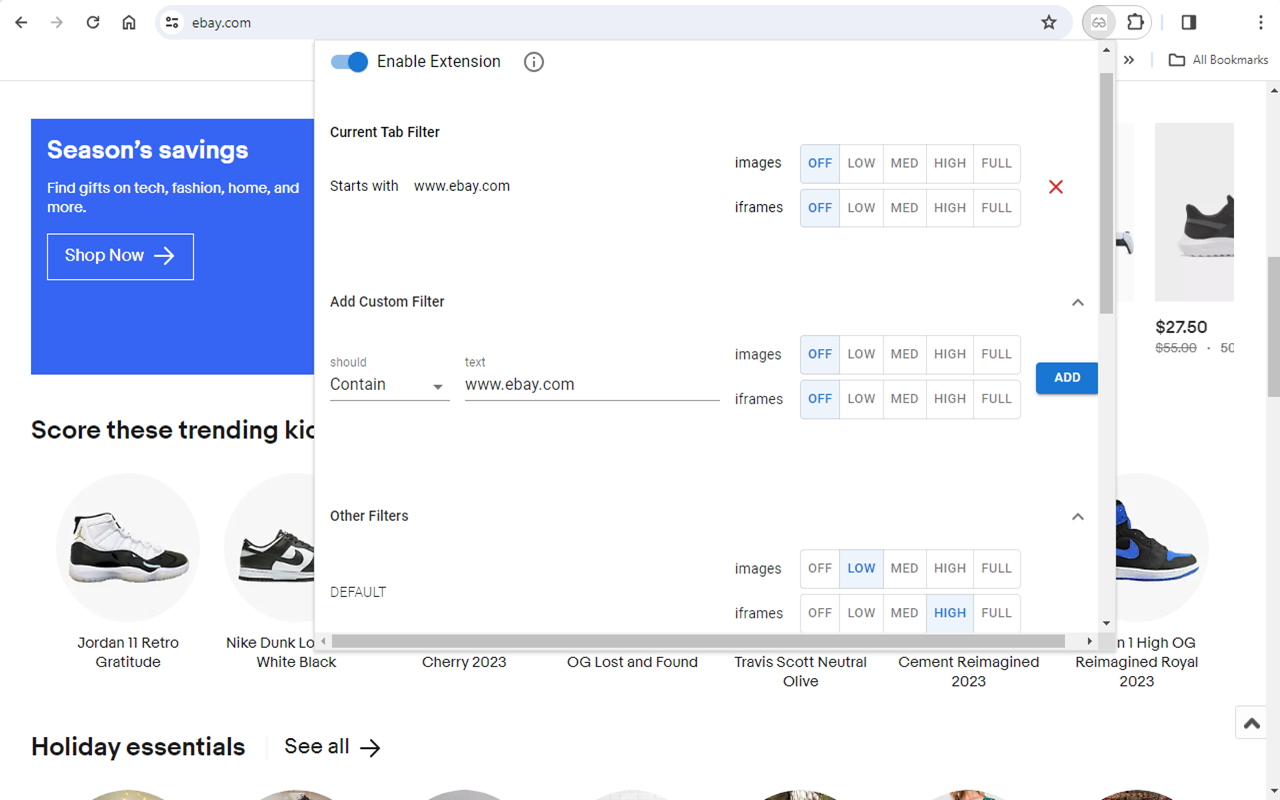 ebay.com
All Bookmarks
Enable Extension
Current Tab Filter
Starts with www.ebay.com
images OFF LOW MED HIGH FULL
iframes OFF LOW MED HIGH FULL
Add Custom Filter
should
Contain
text
www.ebay.com
images OFF LOW MED HIGH FULL
iframes OFF LOW MED HIGH FULL
ADD
Other Filters
DEFAULT
images OFF LOW MED HIGH FULL
iframes OFF LOW MED HIGH FULL
Season's savings
Find gifts on tech, fashion, home, and
more.
Shop Now
$27.50
$55.00 ·
Score these trending
Jordan 11 Retro
Gratitude
Nike Dunk
White Black
Cherry 2023
OG Lost and Found
Travis Scott Neutral
Olive
Cement Reimagined
2023
1 High OG
Reimagined Royal
2023
Holiday essentials
See all